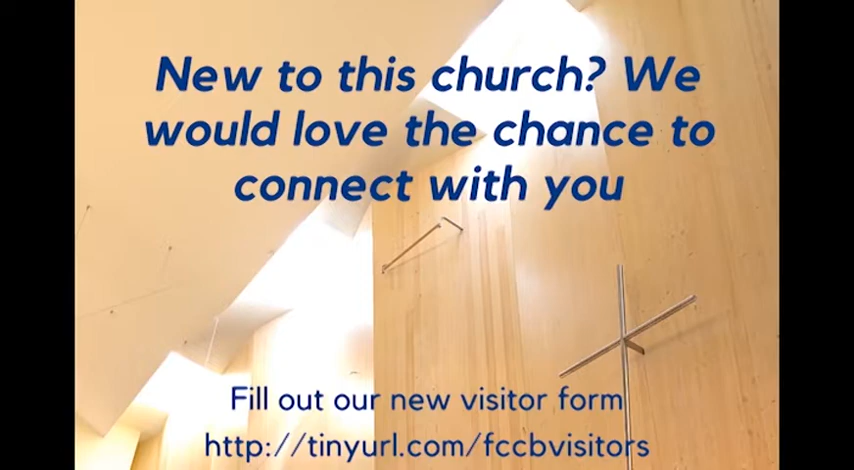 New to this church? We
would love the chance to
connect with you
Fill out our new visitor form
http://tinyurl.com/fccbvisitors